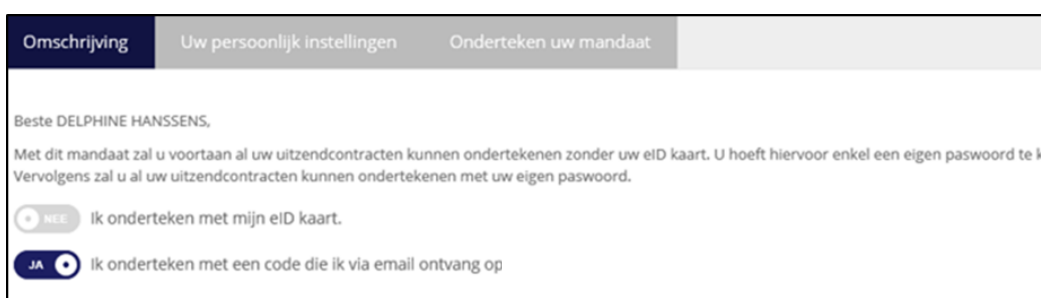 Omschrijving Uw persoonlijk instellingen Onderteken uw mandaat
Beste DELPHINE HANSSENS,
Met dit mandaat zal u voortaan al uw uitzendcontracten kunnen ondertekenen zonder uw eID kaart. U hoeft hiervoor enkel een eigen paswoord te
Vervolgens zal u al uw uitzendcontracten kunnen ondertekenen met uw eigen paswoord.
NEE Ik onderteken met mijn eID kaart.
JA Ik onderteken met een code die ik via email ontvang op